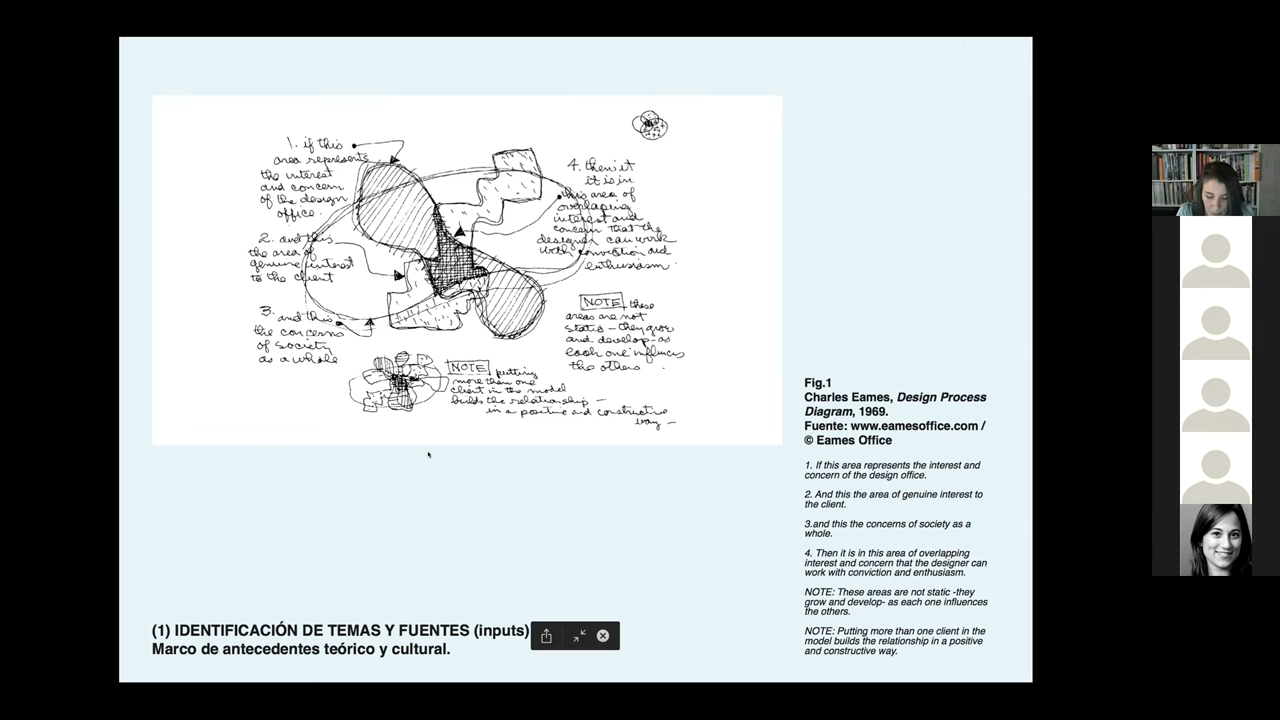 1. if this
area represents
the interest
and concern
of the design
office.
2. and this
the area of
genuine interest
to the client
3. and this
the concerns
of society
as a whole
4. then it
it is in
this area of
overlaping
interest and
concern that the
designer can work
with conviction and
enthusiasm.
NOTE these
areas are not
static - they grow
and develop - as
each one influences
the others.
NOTE putting
more than one
client in the model
builds the relationship -
in a positive and constructive
way -
Fig.1
Charles Eames, Design Process
Diagram, 1969.
Fuente: www.eamesoffice.com /
© Eames Office
1. If this area represents the interest and
concern of the design office.
2. And this the area of genuine interest to
the client.
3.and this the concerns of society as a
whole.
4. Then it is in this area of overlapping
interest and concern that the designer can
work with conviction and enthusiasm.
NOTE: These areas are not static -they
grow and develop- as each one influences
the others.
NOTE: Putting more than one client in the
model builds the relationship in a positive
and constructive way.
(1) IDENTIFICACIÓN DE TEMAS Y FUENTES (inputs)
Marco de antecedentes teórico y cultural.